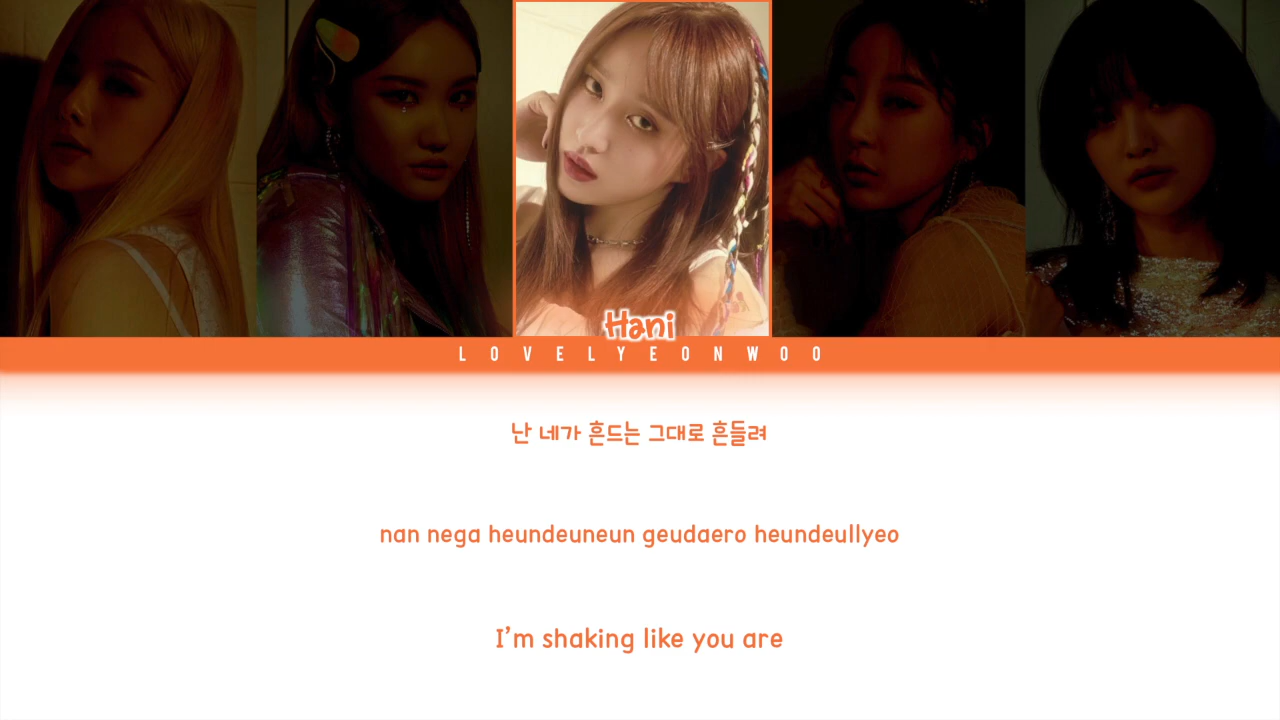 Hani
LOVELYEONWOO
난 네가 흔드는 그대로 흔들려
nan nega heundeuneun geudaero heundeullyeo
I'm shaking like you are